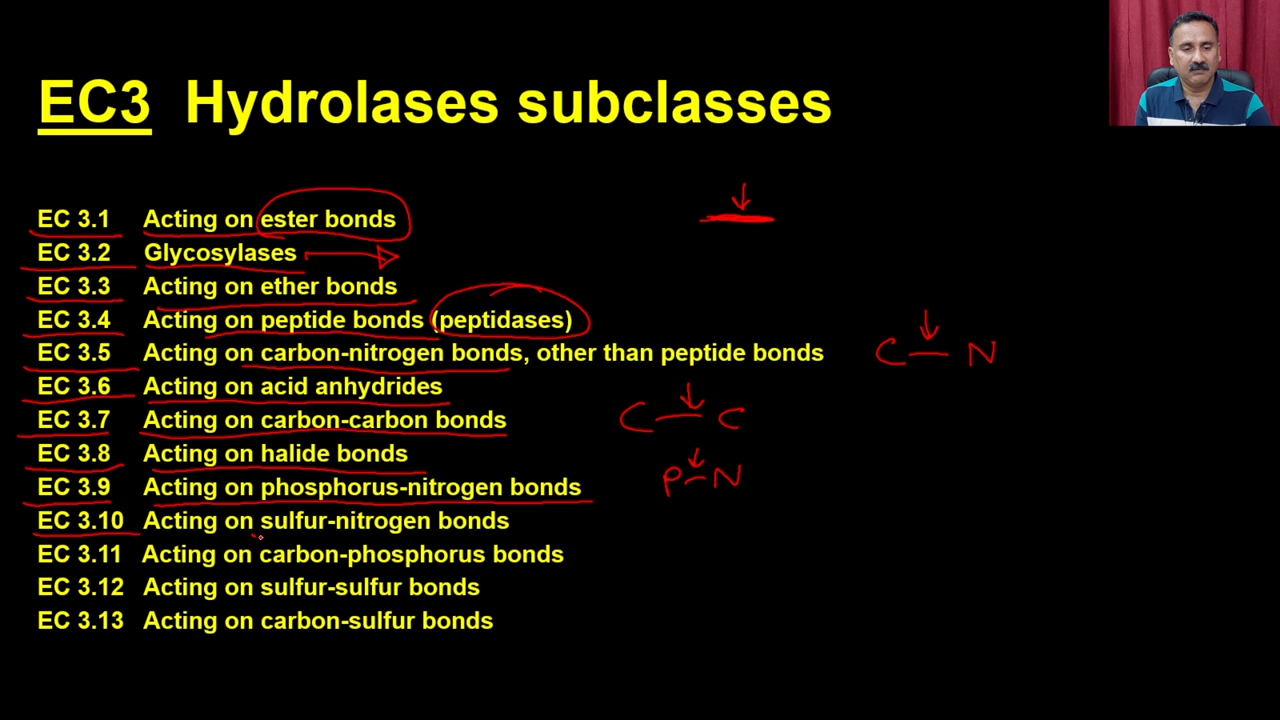 EC3 Hydrolases subclasses
EC 3.1 Acting on ester bonds
EC 3.2 Glycosylases
EC 3.3 Acting on ether bonds
EC 3.4 Acting on peptide bonds (peptidases)
EC 3.5 Acting on carbon-nitrogen bonds, other than peptide bonds
C — N
EC 3.6 Acting on acid anhydrides
EC 3.7 Acting on carbon-carbon bonds
C — C
EC 3.8 Acting on halide bonds
EC 3.9 Acting on phosphorus-nitrogen bonds
P–N
EC 3.10 Acting on sulfur-nitrogen bonds
EC 3.11 Acting on carbon-phosphorus bonds
EC 3.12 Acting on sulfur-sulfur bonds
EC 3.13 Acting on carbon-sulfur bonds